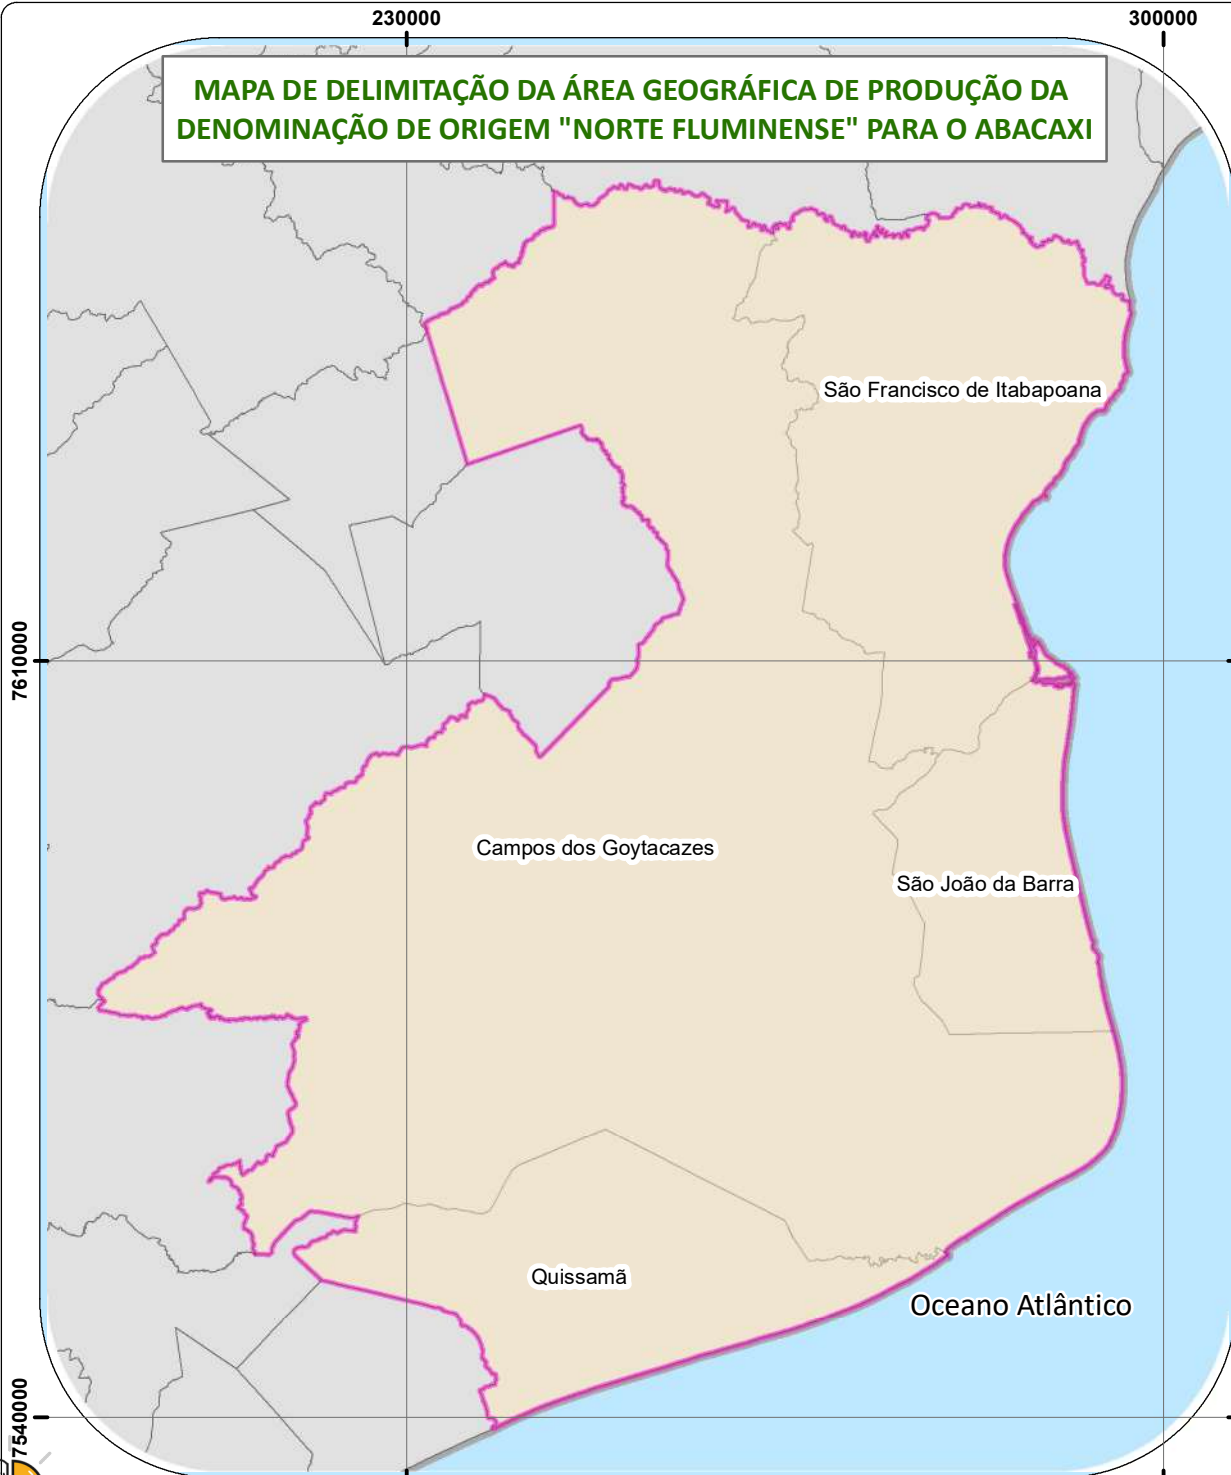 230000
300000
MAPA DE DELIMITAÇÃO DA ÁREA GEOGRÁFICA DE PRODUÇÃO DA
DENOMINAÇÃO DE ORIGEM "NORTE FLUMINENSE" PARA O ABACAXI
São Francisco de Itabapoana
7610000
Campos dos Goytacazes
São João da Barra
Quissamã
Oceano Atlântico
7540000